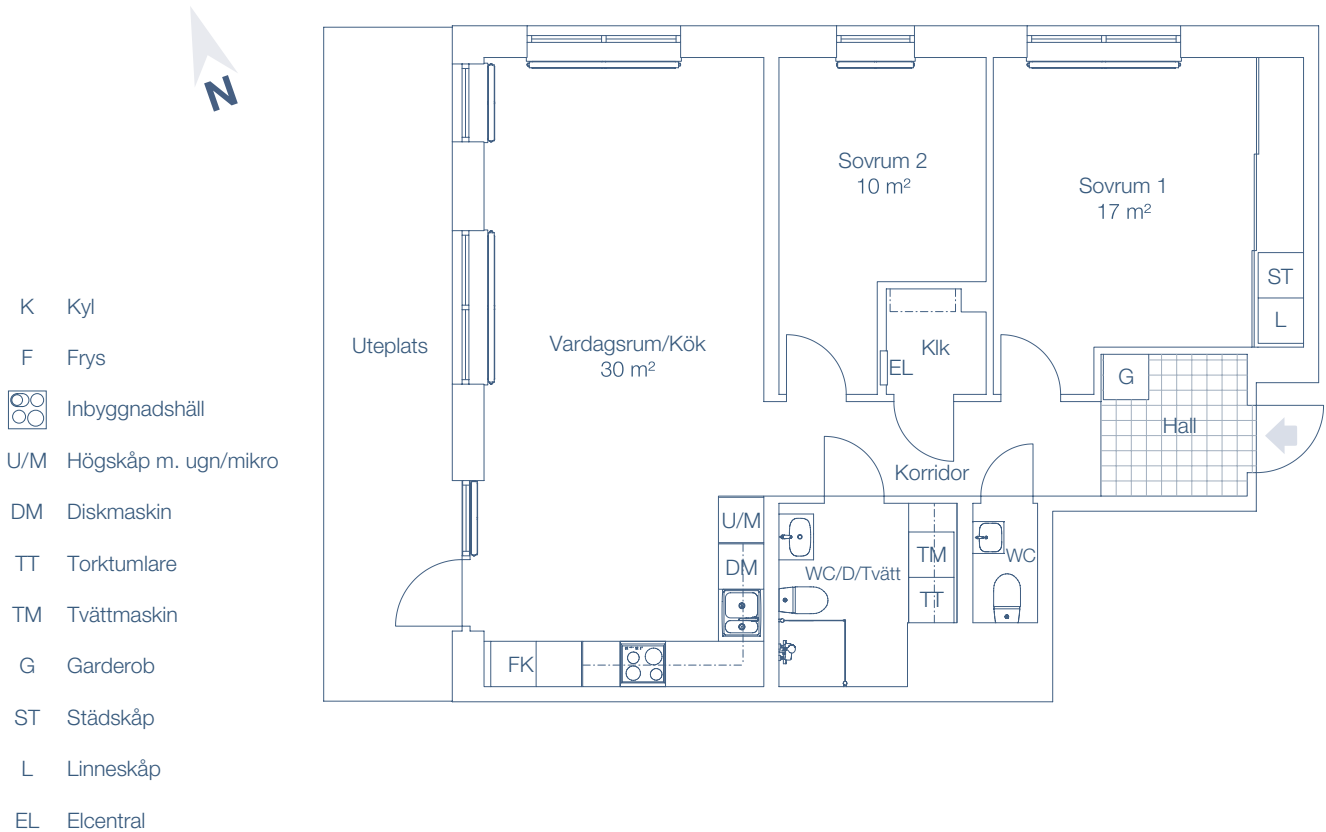 N
K Kyl
F Frys
Inbyggnadshäll
U/M Högskåp m. ugn/mikro
DM Diskmaskin
TT Torktumlare
TM Tvättmaskin
G Garderob
ST Städskåp
L Linneskåp
EL Elcentral
Uteplats
Vardagsrum/Kök
30 m²
Sovrum 2
10 m²
Sovrum 1
17 m²
ST
L
Klk
EL
G
Hall
Korridor
U/M
DM
FK
WC/D/Tvätt
TM
TT
WC